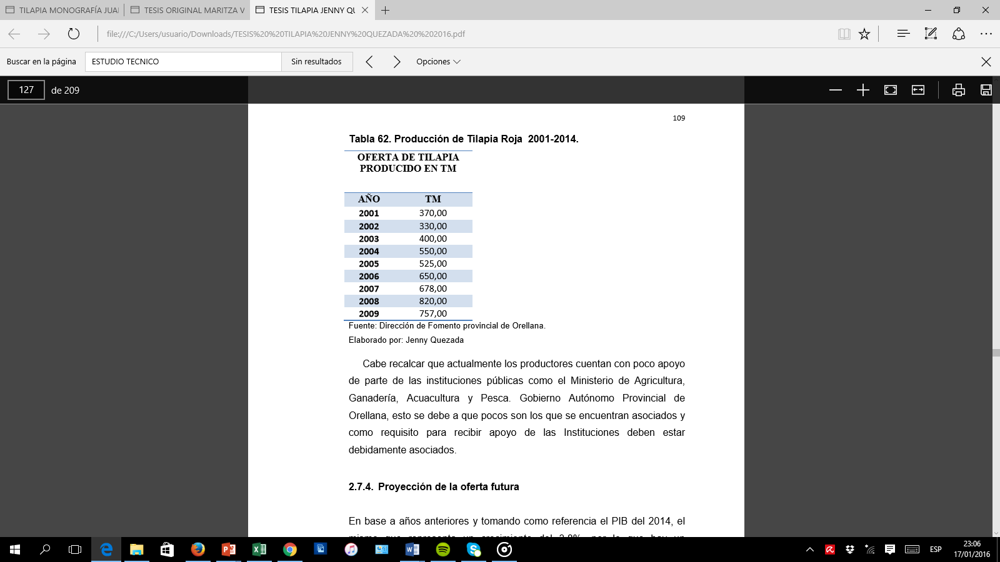 TILAPIA MONOGRAFÍA JUAI
TESIS ORIGINAL MARITZA V
TESIS TILAPIA JENNY QU
file:///C:/Users/usuario/Downloads/TESIS%20%20TILAPIA%20JENNY%20QUEZADA%20%202016.pdf
Buscar en la página
ESTUDIO TECNICO
Sin resultados
Opciones
127 de 209
109
Tabla 62. Producción de Tilapia Roja 2001-2014.
OFERTA DE TILAPIA
PRODUCIDO EN TM
AÑO TM
2001 370,00
2002 330,00
2003 400,00
2004 550,00
2005 525,00
2006 650,00
2007 678,00
2008 820,00
2009 757,00
Fuente: Dirección de Fomento provincial de Orellana.
Elaborado por: Jenny Quezada
Cabe recalcar que actualmente los productores cuentan con poco apoyo
de parte de las instituciones públicas como el Ministerio de Agricultura,
Ganadería, Acuacultura y Pesca. Gobierno Autónomo Provincial de
Orellana, esto se debe a que pocos son los que se encuentran asociados y
como requisito para recibir apoyo de las Instituciones deben estar
debidamente asociados.
2.7.4. Proyección de la oferta futura
En base a años anteriores y tomando como referencia el PIB del 2014, el
ESP
23:06
17/01/2016